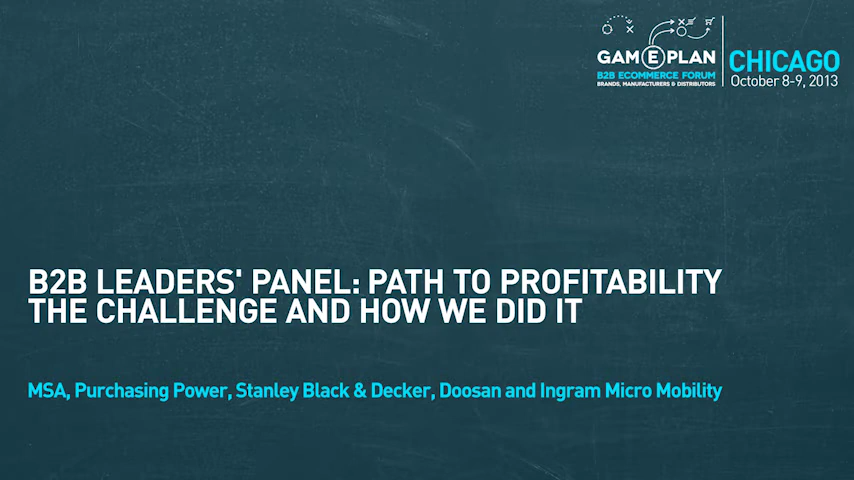 GAMEPLAN
B2B ECOMMERCE FORUM
BRANDS, MANUFACTURERS & DISTRIBUTORS
CHICAGO
October 8-9, 2013
B2B LEADERS' PANEL: PATH TO PROFITABILITY
THE CHALLENGE AND HOW WE DID IT
MSA, Purchasing Power, Stanley Black & Decker, Doosan and Ingram Micro Mobility